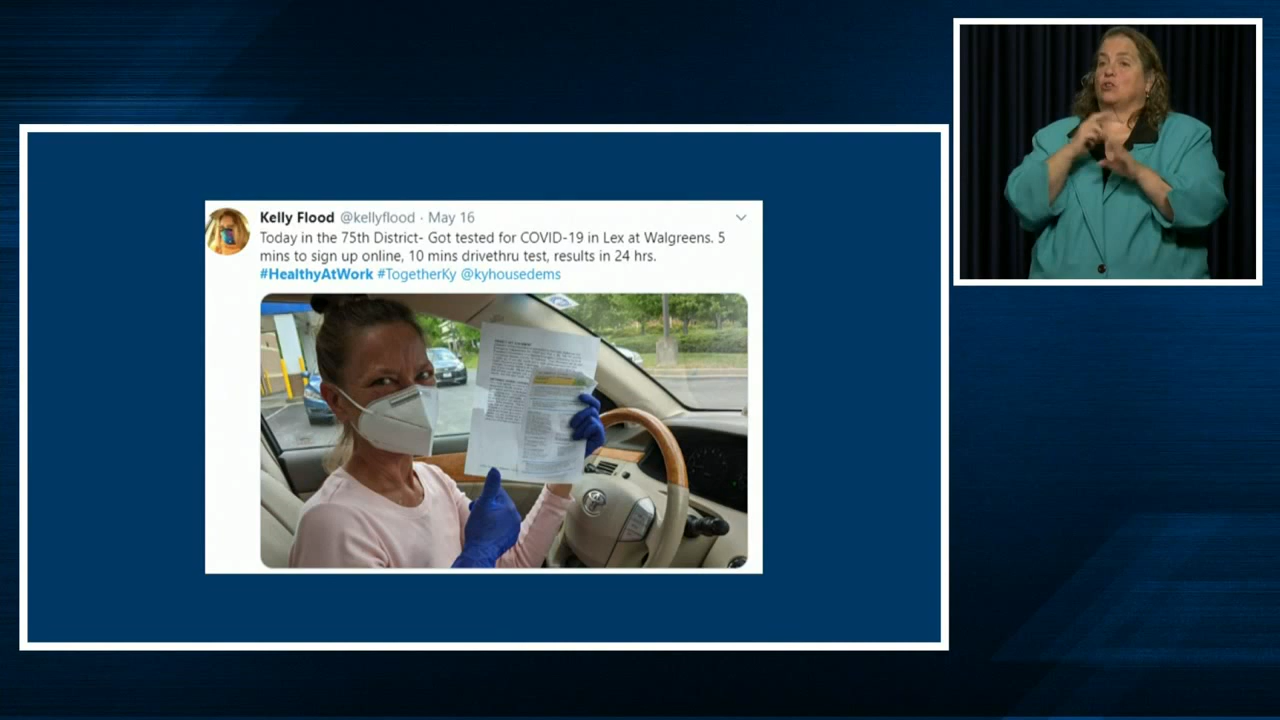 Kelly Flood @kellyflood · May 16
Today in the 75th District- Got tested for COVID-19 in Lex at Walgreens. 5
mins to sign up online, 10 mins drivethru test, results in 24 hrs.
#HealthyAtWork #TogetherKy @kyhousedems